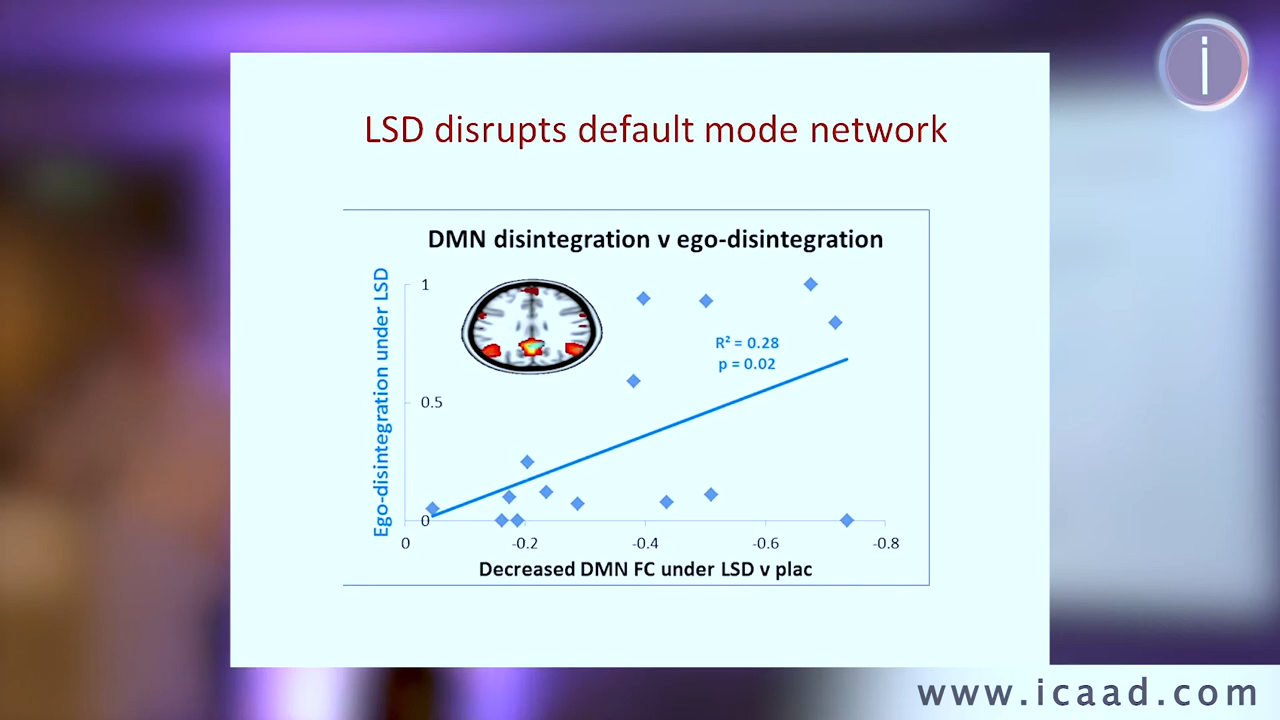 i
LSD disrupts default mode network
DMN disintegration v ego-disintegration
Ego-disintegration under LSD
1
0.5
0
R² = 0.28
p = 0.02
0 -0.2 -0.4 -0.6 -0.8
Decreased DMN FC under LSD v plac
www.icaad.com